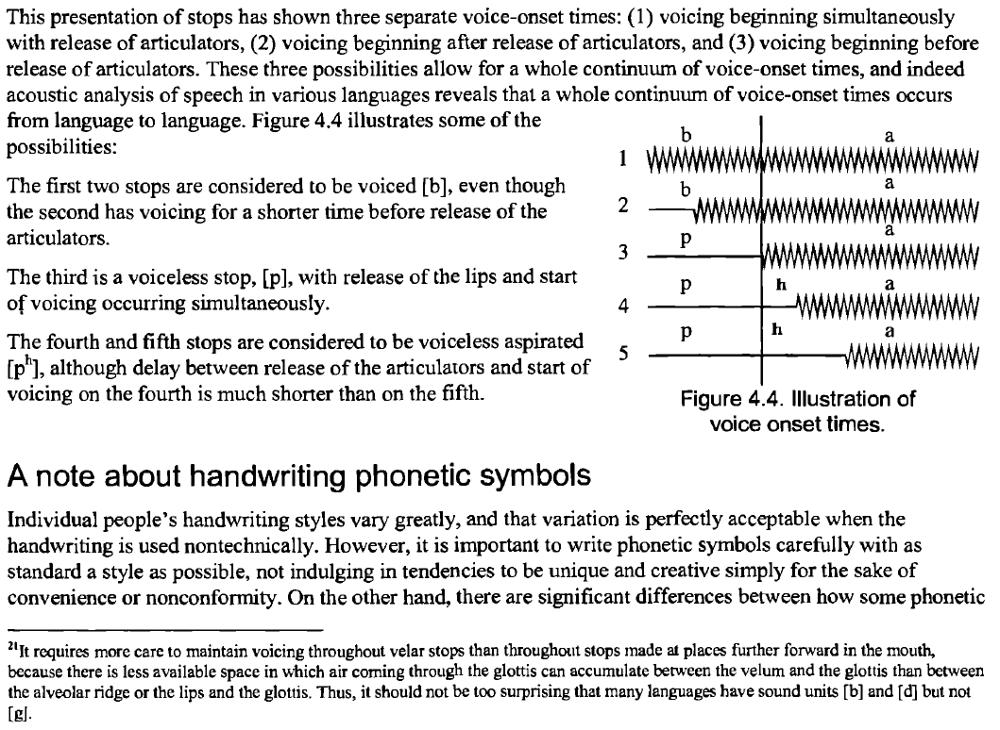 This presentation of stops has shown three separate voice-onset times: (1) voicing beginning simultaneously
with release of articulators, (2) voicing beginning after release of articulators, and (3) voicing beginning before
release of articulators. These three possibilities allow for a whole continuum of voice-onset times, and indeed
acoustic analysis of speech in various languages reveals that a whole continuum of voice-onset times occurs
from language to language. Figure 4.4 illustrates some of the
possibilities:
The first two stops are considered to be voiced [b], even though
the second has voicing for a shorter time before release of the
articulators.
The third is a voiceless stop, [p], with release of the lips and start
of voicing occurring simultaneously.
The fourth and fifth stops are considered to be voiceless aspirated
[pʰ], although delay between release of the articulators and start of
voicing on the fourth is much shorter than on the fifth.
b a
1
b a
2
p a
3
p h a
4
p h a
5
Figure 4.4. Illustration of
voice onset times.
A note about handwriting phonetic symbols
Individual people's handwriting styles vary greatly, and that variation is perfectly acceptable when the
handwriting is used nontechnically. However, it is important to write phonetic symbols carefully with as
standard a style as possible, not indulging in tendencies to be unique and creative simply for the sake of
convenience or nonconformity. On the other hand, there are significant differences between how some phonetic
²¹It requires more care to maintain voicing throughout velar stops than throughout stops made at places further forward in the mouth,
because there is less available space in which air coming through the glottis can accumulate between the velum and the glottis than between
the alveolar ridge or the lips and the glottis. Thus, it should not be too surprising that many languages have sound units [b] and [d] but not
[g].